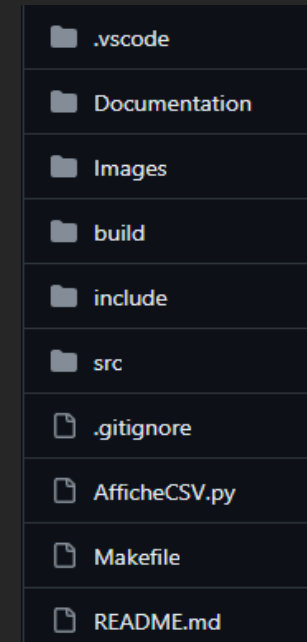 .vscode
Documentation
Images
build
include
src
.gitignore
AfficheCSV.py
Makefile
README.md